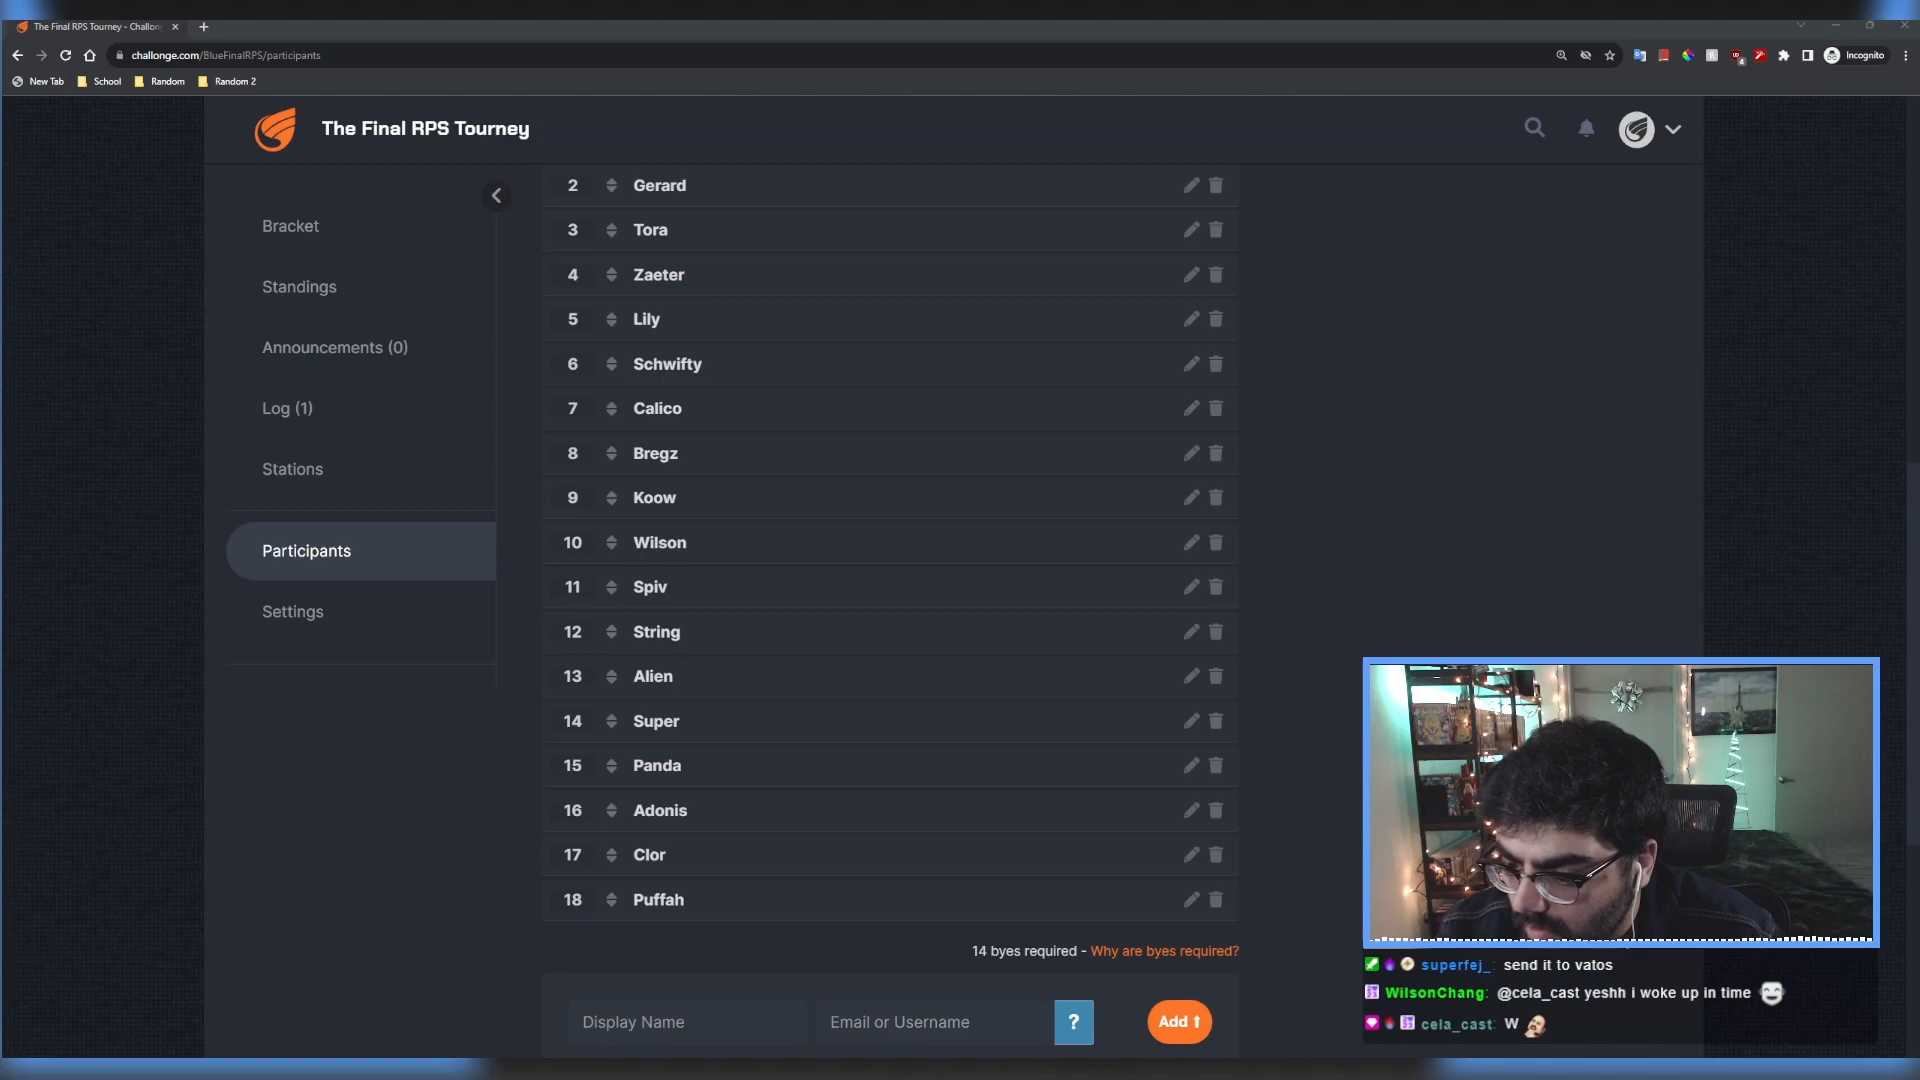 The Final RPS Tourney - Challon
challonge.com/BlueFinalRPS/participants
Incognito
New Tab
School
Random
Random 2
The Final RPS Tourney
Bracket
Standings
Announcements (0)
Log (1)
Stations
Participants
Settings
2 Gerard
3 Tora
4 Zaeter
5 Lily
6 Schwifty
7 Calico
8 Bregz
9 Koow
10 Wilson
11 Spiv
12 String
13 Alien
14 Super
15 Panda
16 Adonis
17 Clor
18 Puffah
14 byes required - Why are byes required?
Display Name
Email or Username
?
Add
superfej_: send it to vatos
WilsonChang: @cela_cast yeshh i woke up in time
cela_cast: W